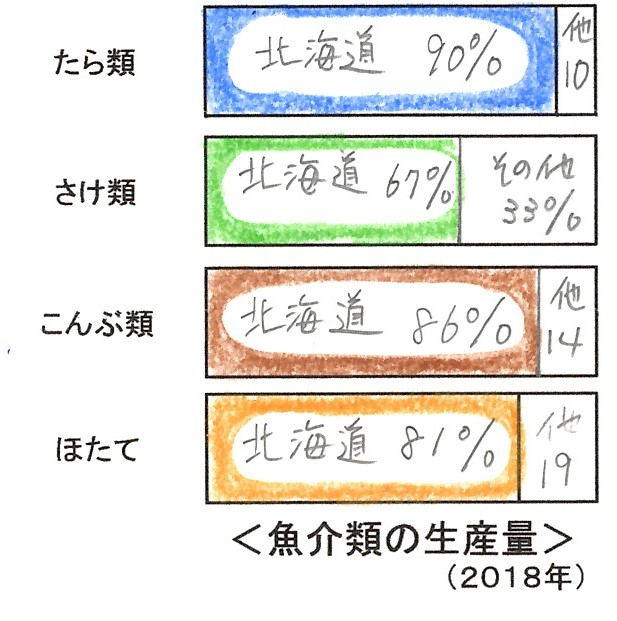 たら類
北海道 90%
他
10
さけ類
北海道 67%
その他
33%
こんぶ類
北海道 86%
他
14
ほたて
北海道 81%
他
19
＜魚介類の生産量＞
（2018年）